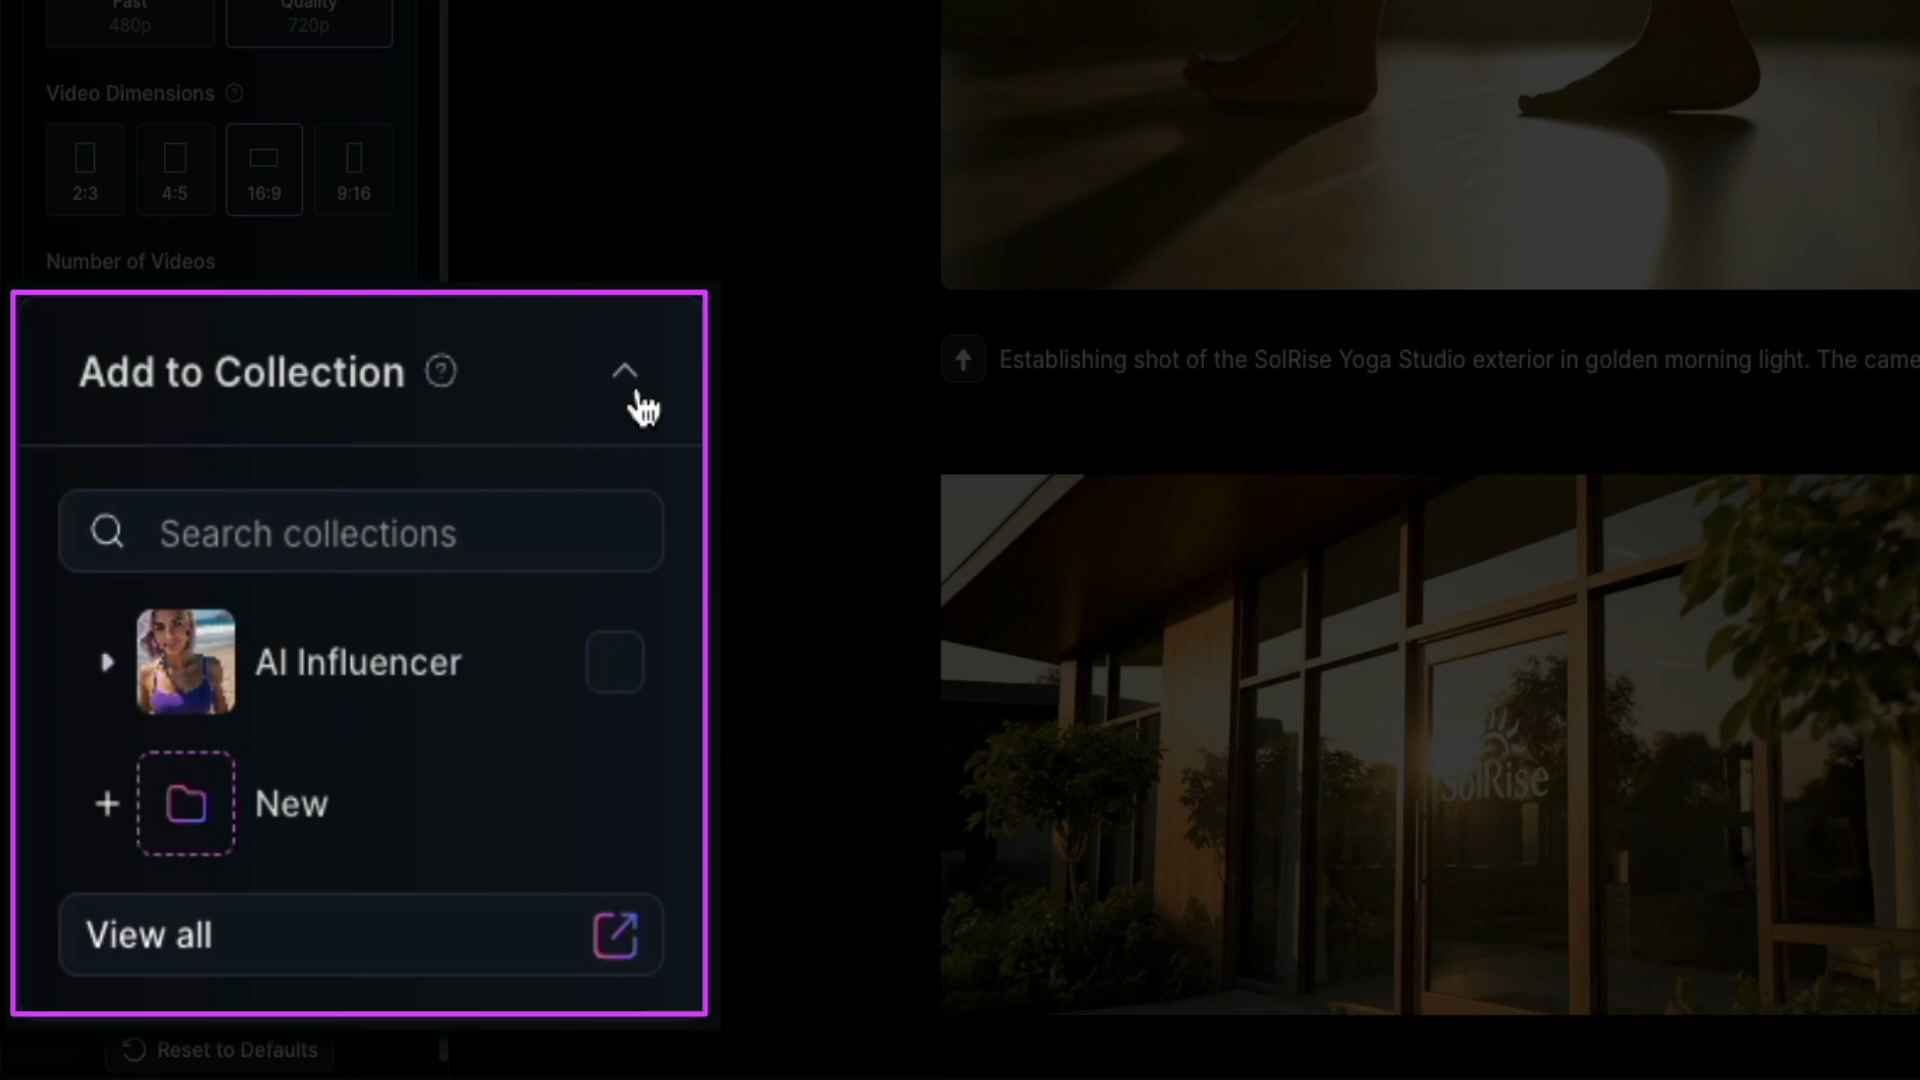 Fast
480p
Quality
720p
Video Dimensions
2:3
4:5
16:9
9:16
Number of Videos
Add to Collection
Search collections
AI Influencer
New
View all
Reset to Defaults
Establishing shot of the SolRise Yoga Studio exterior in golden morning light. The came
SolRise